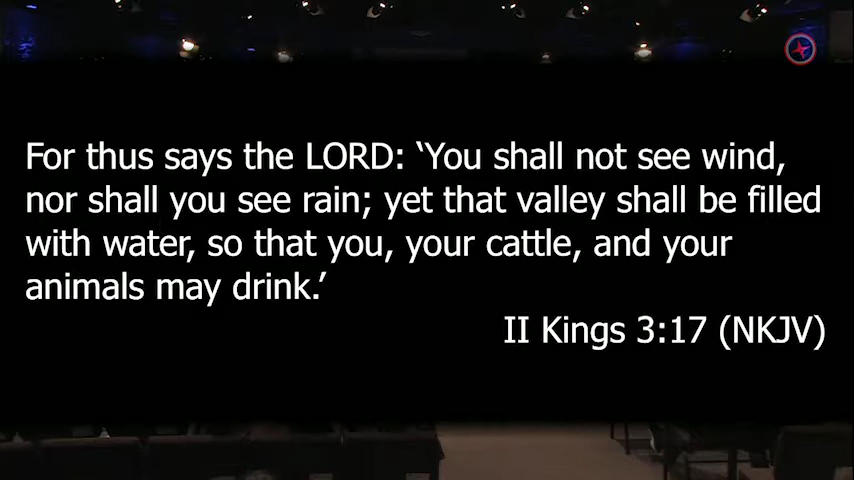 For thus says the LORD: ‘You shall not see wind,
nor shall you see rain; yet that valley shall be filled
with water, so that you, your cattle, and your
animals may drink.’
II Kings 3:17 (NKJV)